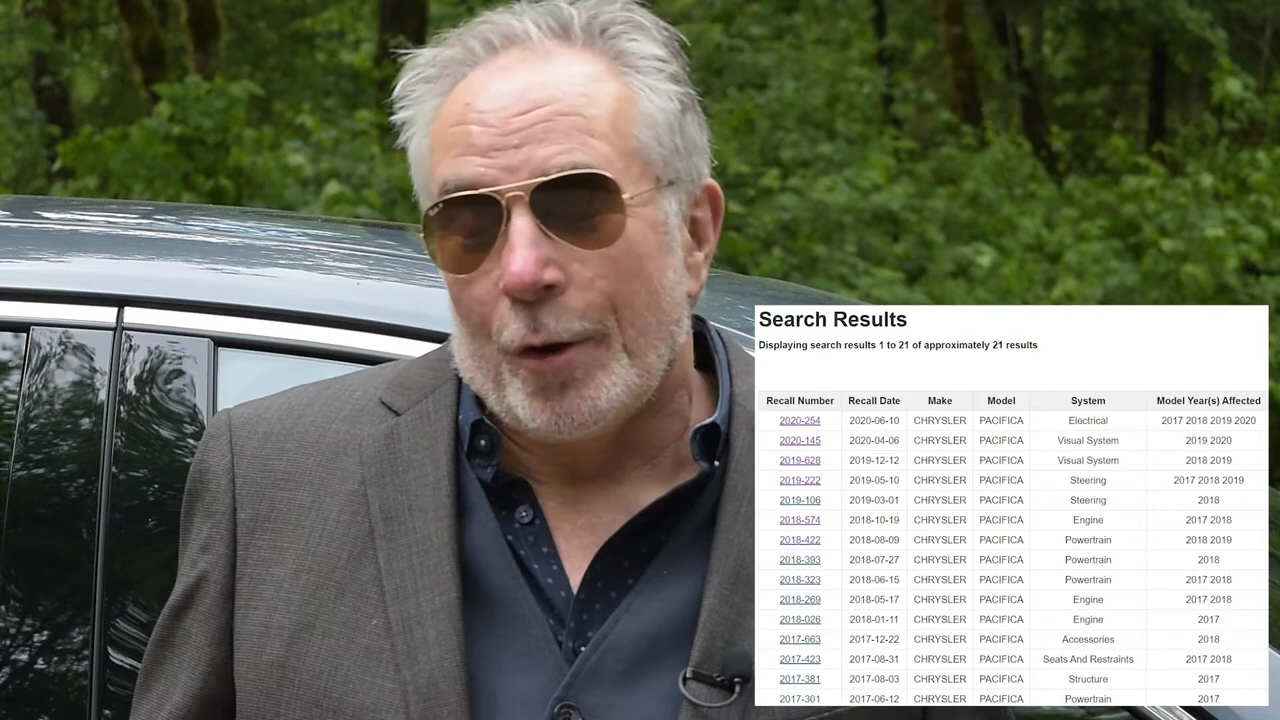 Search Results
Displaying search results 1 to 21 of approximately 21 results
Recall Number Recall Date Make Model System Model Year(s) Affected
2020-254 2020-06-10 CHRYSLER PACIFICA Electrical 2017 2018 2019 2020
2020-145 2020-04-06 CHRYSLER PACIFICA Visual System 2019 2020
2019-628 2019-12-12 CHRYSLER PACIFICA Visual System 2018 2019
2019-222 2019-05-10 CHRYSLER PACIFICA Steering 2017 2018 2019
2019-106 2019-03-01 CHRYSLER PACIFICA Steering 2018
2018-574 2018-10-19 CHRYSLER PACIFICA Engine 2017 2018
2018-422 2018-08-09 CHRYSLER PACIFICA Powertrain 2018 2019
2018-393 2018-07-27 CHRYSLER PACIFICA Powertrain 2018
2018-323 2018-06-15 CHRYSLER PACIFICA Powertrain 2017 2018
2018-269 2018-05-17 CHRYSLER PACIFICA Engine 2017 2018
2018-026 2018-01-11 CHRYSLER PACIFICA Engine 2017
2017-663 2017-12-22 CHRYSLER PACIFICA Accessories 2018
2017-423 2017-08-31 CHRYSLER PACIFICA Seats And Restraints 2017 2018
2017-381 2017-08-03 CHRYSLER PACIFICA Structure 2017
2017-301 2017-06-12 CHRYSLER PACIFICA Powertrain 2017